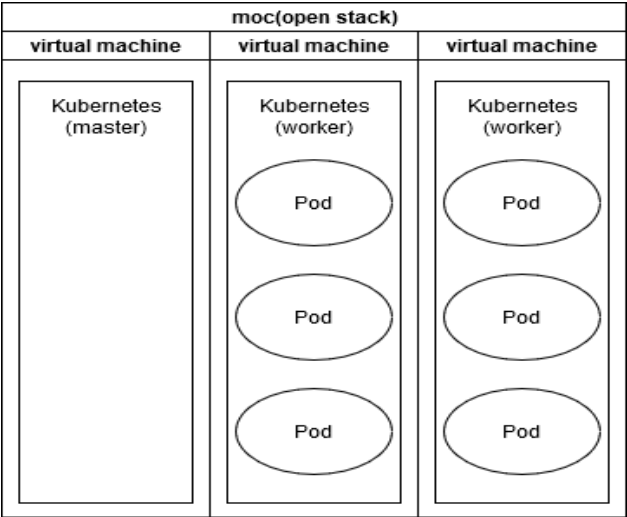 moc(open stack)
virtual machine
virtual machine
virtual machine
Kubernetes
(master)
Kubernetes
(worker)
Pod
Pod
Pod
Kubernetes
(worker)
Pod
Pod
Pod